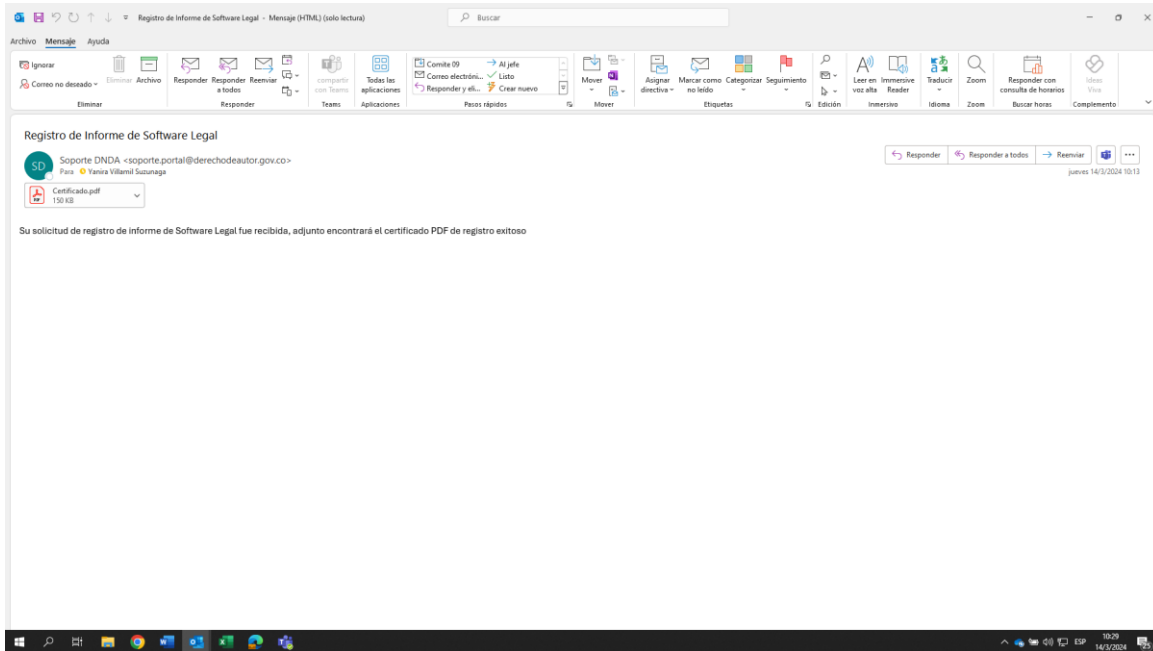 Registro de Informe de Software Legal - Mensaje (HTML) (solo lectura)
Buscar
Archivo Mensaje Ayuda
Ignorar
Correo no deseado
Eliminar
Archivo
Responder
Responder a todos
Reenviar
compartir con Teams
Todas las aplicaciones
Comite 09
Al jefe
Correo electróni...
Listo
Responder y eli...
Crear nuevo
Mover
Asignar directiva
Marcar como no leído
Categorizar
Seguimiento
Leer en voz alta
Immersive Reader
Traducir
Zoom
Responder con consulta de horarios
Ideas Viva
Eliminar
Responder
Teams
Aplicaciones
Pasos rápidos
Mover
Etiquetas
Edición
Inmersivo
Idioma
Zoom
Buscar horas
Complemento
Registro de Informe de Software Legal
SD
Soporte DNDA <soporte.portal@derechodeautor.gov.co>
Para Yanira Villamil Suzunaga
Responder
Responder a todos
Reenviar
jueves 14/3/2024 10:13
Certificado.pdf
150 KB
Su solicitud de registro de informe de Software Legal fue recibida, adjunto encontrará el certificado PDF de registro exitoso
ESP
10:29
14/3/2024